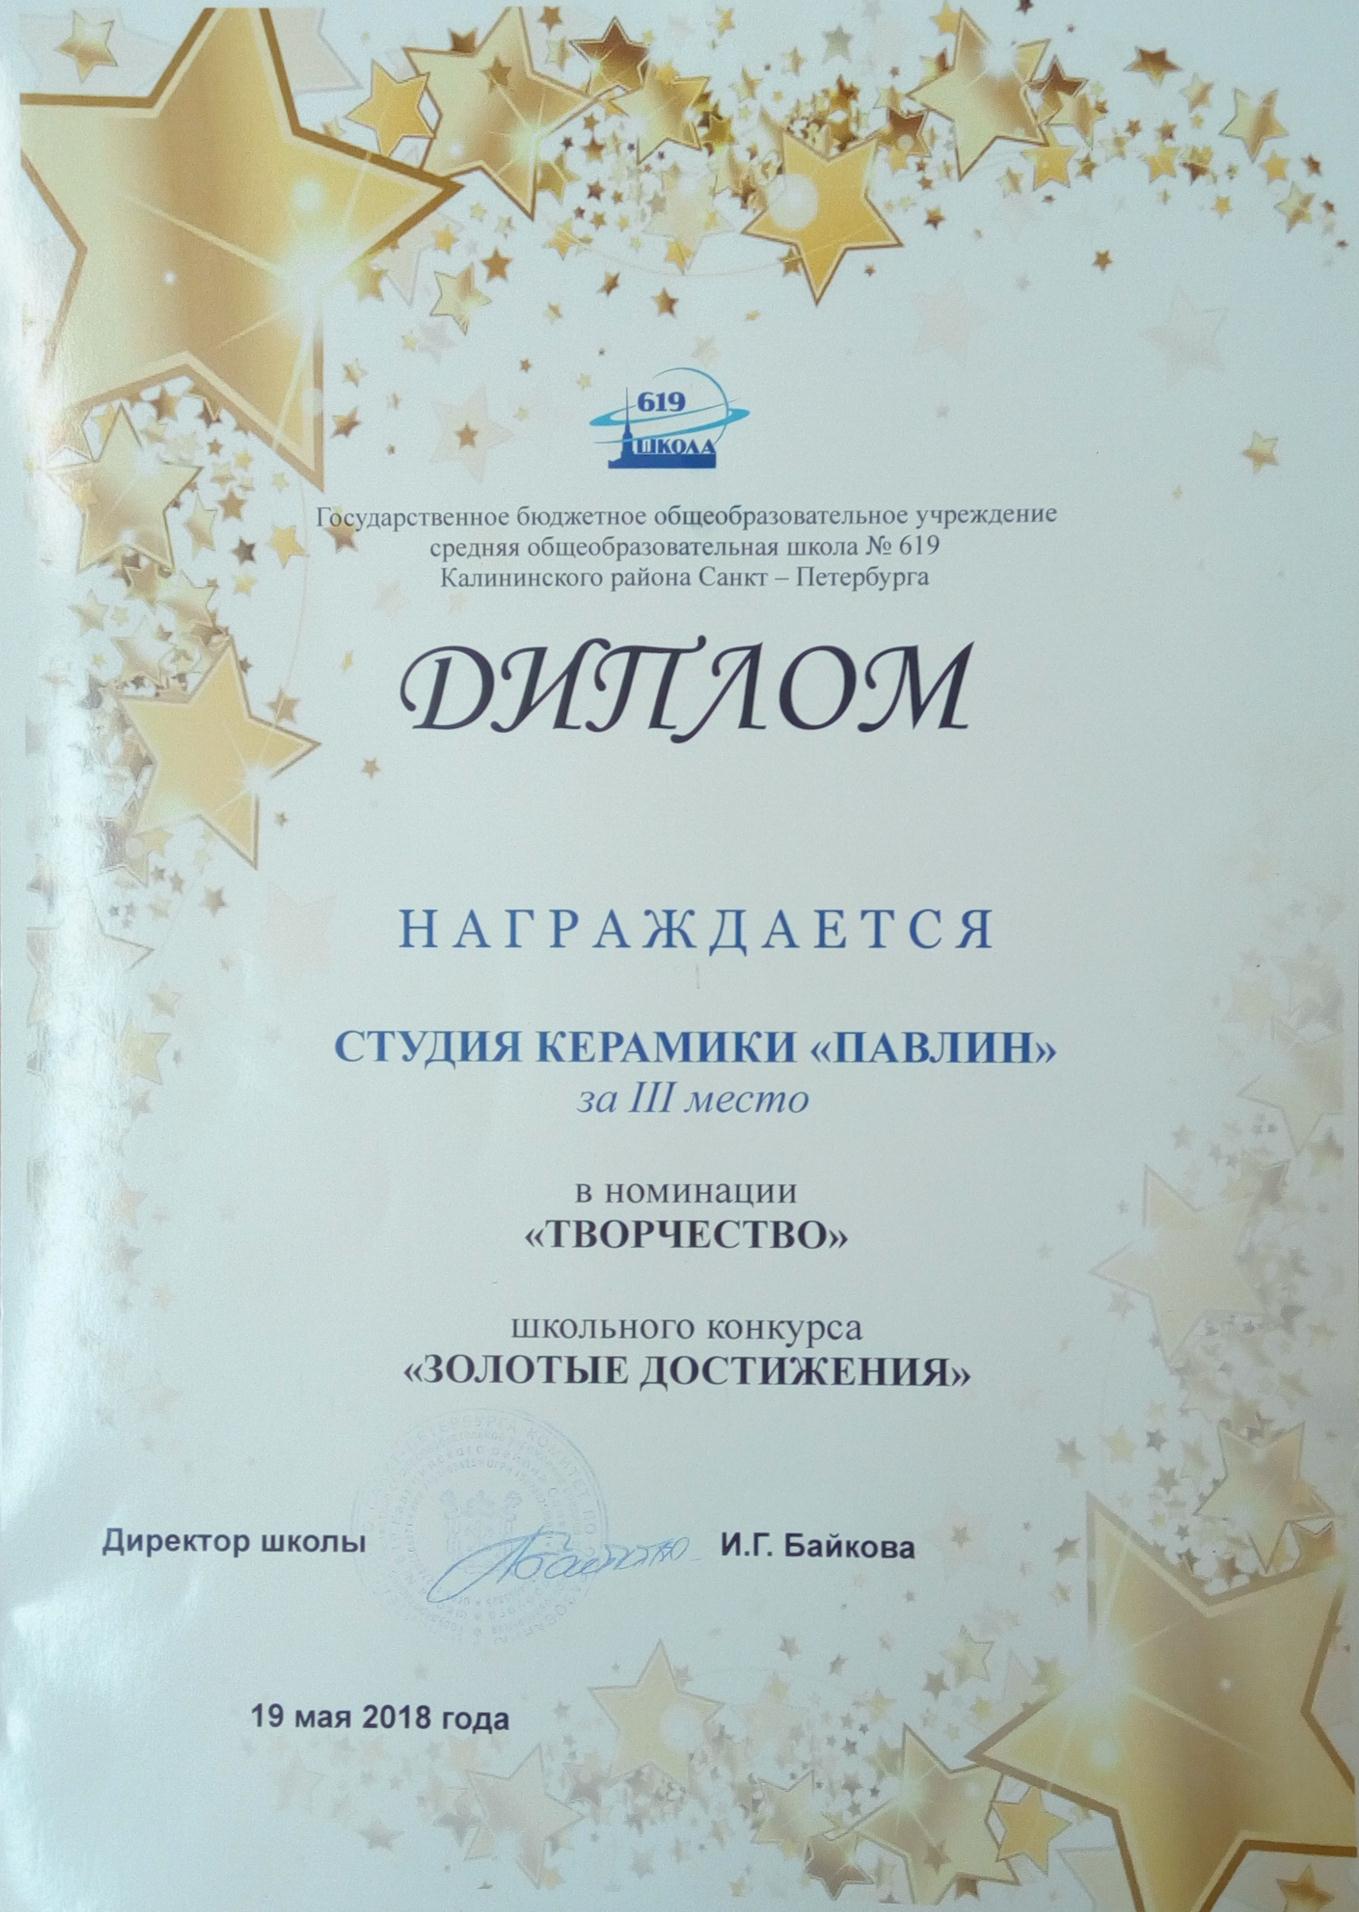 619
ШКОЛА
Государственное бюджетное общеобразовательное учреждение
средняя общеобразовательная школа № 619
Калининского района Санкт – Петербурга
ДИПЛОМ
НАГРАЖДАЕТСЯ
СТУДИЯ КЕРАМИКИ «ПАВЛИН»
за III место
в номинации
«ТВОРЧЕСТВО»
школьного конкурса
«ЗОЛОТЫЕ ДОСТИЖЕНИЯ»
Директор школы И.Г. Байкова
19 мая 2018 года